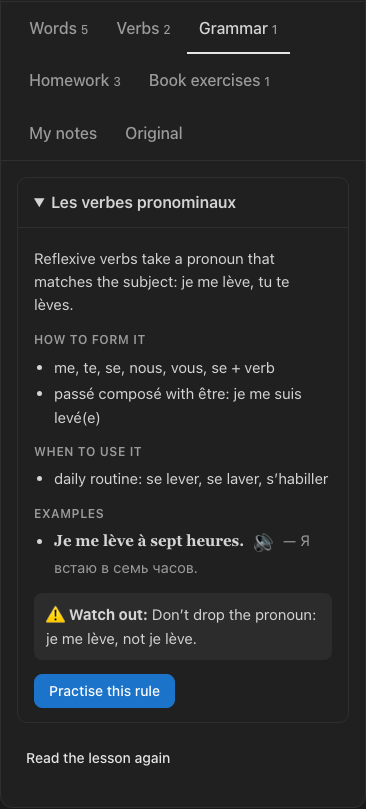 Words 5 Verbs 2 Grammar 1
Homework 3 Book exercises 1
My notes Original
▼ Les verbes pronominaux
Reflexive verbs take a pronoun that
matches the subject: je me lève, tu te
lèves.
HOW TO FORM IT
• me, te, se, nous, vous, se + verb
• passé composé with être: je me suis
levé(e)
WHEN TO USE IT
• daily routine: se lever, se laver, s’habiller
EXAMPLES
• Je me lève à sept heures. 🔊 — Я
встаю в семь часов.
⚠️ Watch out: Don’t drop the pronoun:
je me lève, not je lève.
Practise this rule
Read the lesson again